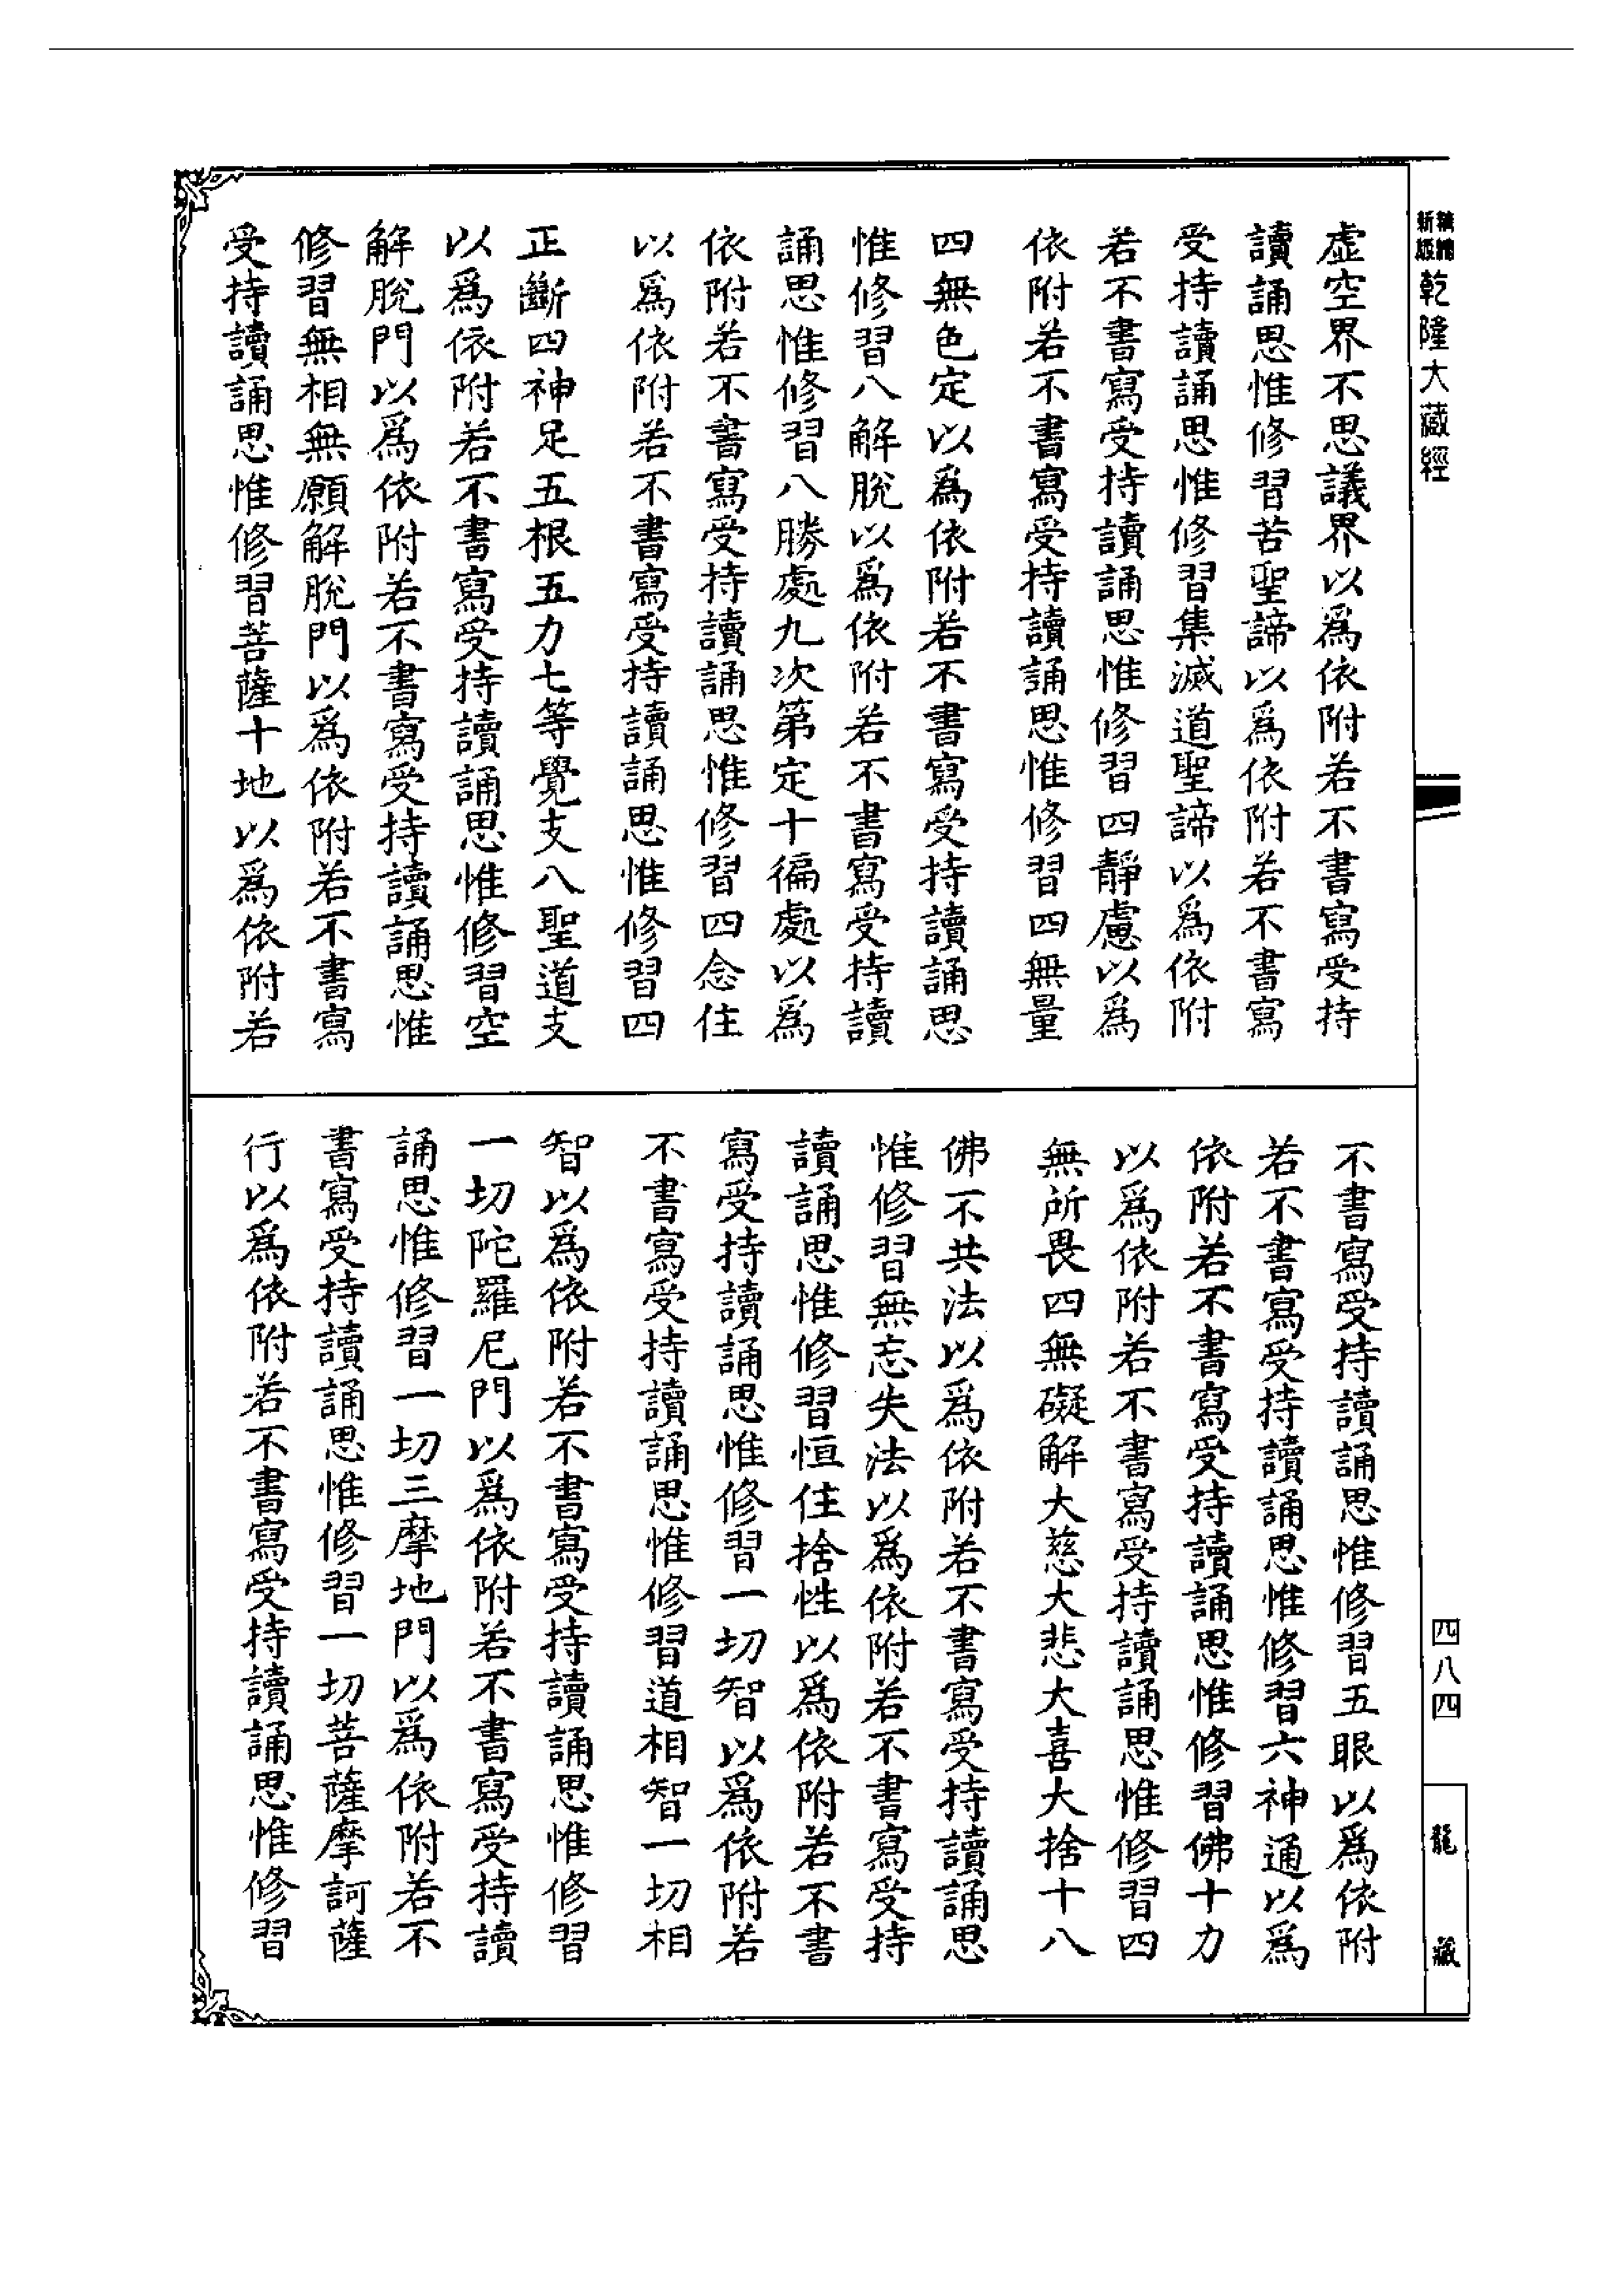 新縮
版精
乾隆大藏經
虛空界不思議界以爲依附若不書寫受持
讀誦思惟修習苦聖諦以爲依附若不書寫
受持讀誦思惟修習集滅道聖諦以爲依附
若不書寫受持讀誦思惟修習四靜慮以爲
依附若不書寫受持讀誦思惟修習四無量
四無色定以爲依附若不書寫受持讀誦思
惟修習八解脫以爲依附若不書寫受持讀
誦思惟修習八勝處九次第定十徧處以爲
依附若不書寫受持讀誦思惟修習四念住
以爲依附若不書寫受持讀誦思惟修習四
正斷四神足五根五力七等覺支八聖道支
以爲依附若不書寫受持讀誦思惟修習空
解脫門以爲依附若不書寫受持讀誦思惟
修習無相無願解脫門以爲依附若不書寫
受持讀誦思惟修習菩薩十地以爲依附若
不書寫受持讀誦思惟修習五眼以爲依附
若不書寫受持讀誦思惟修習六神通以爲
依附若不書寫受持讀誦思惟修習佛十力
以爲依附若不書寫受持讀誦思惟修習四
無所畏四無礙解大慈大悲大喜大捨十八
佛不共法以爲依附若不書寫受持讀誦思
惟修習無忘失法以爲依附若不書寫受持
讀誦思惟修習恒住捨性以爲依附若不書
寫受持讀誦思惟修習一切智以爲依附若
不書寫受持讀誦思惟修習道相智一切相
智以爲依附若不書寫受持讀誦思惟修習
一切陀羅尼門以爲依附若不書寫受持讀
誦思惟修習一切三摩地門以爲依附若不
書寫受持讀誦思惟修習一切菩薩摩訶薩
行以爲依附若不書寫受持讀誦思惟修習
四八四
龍藏